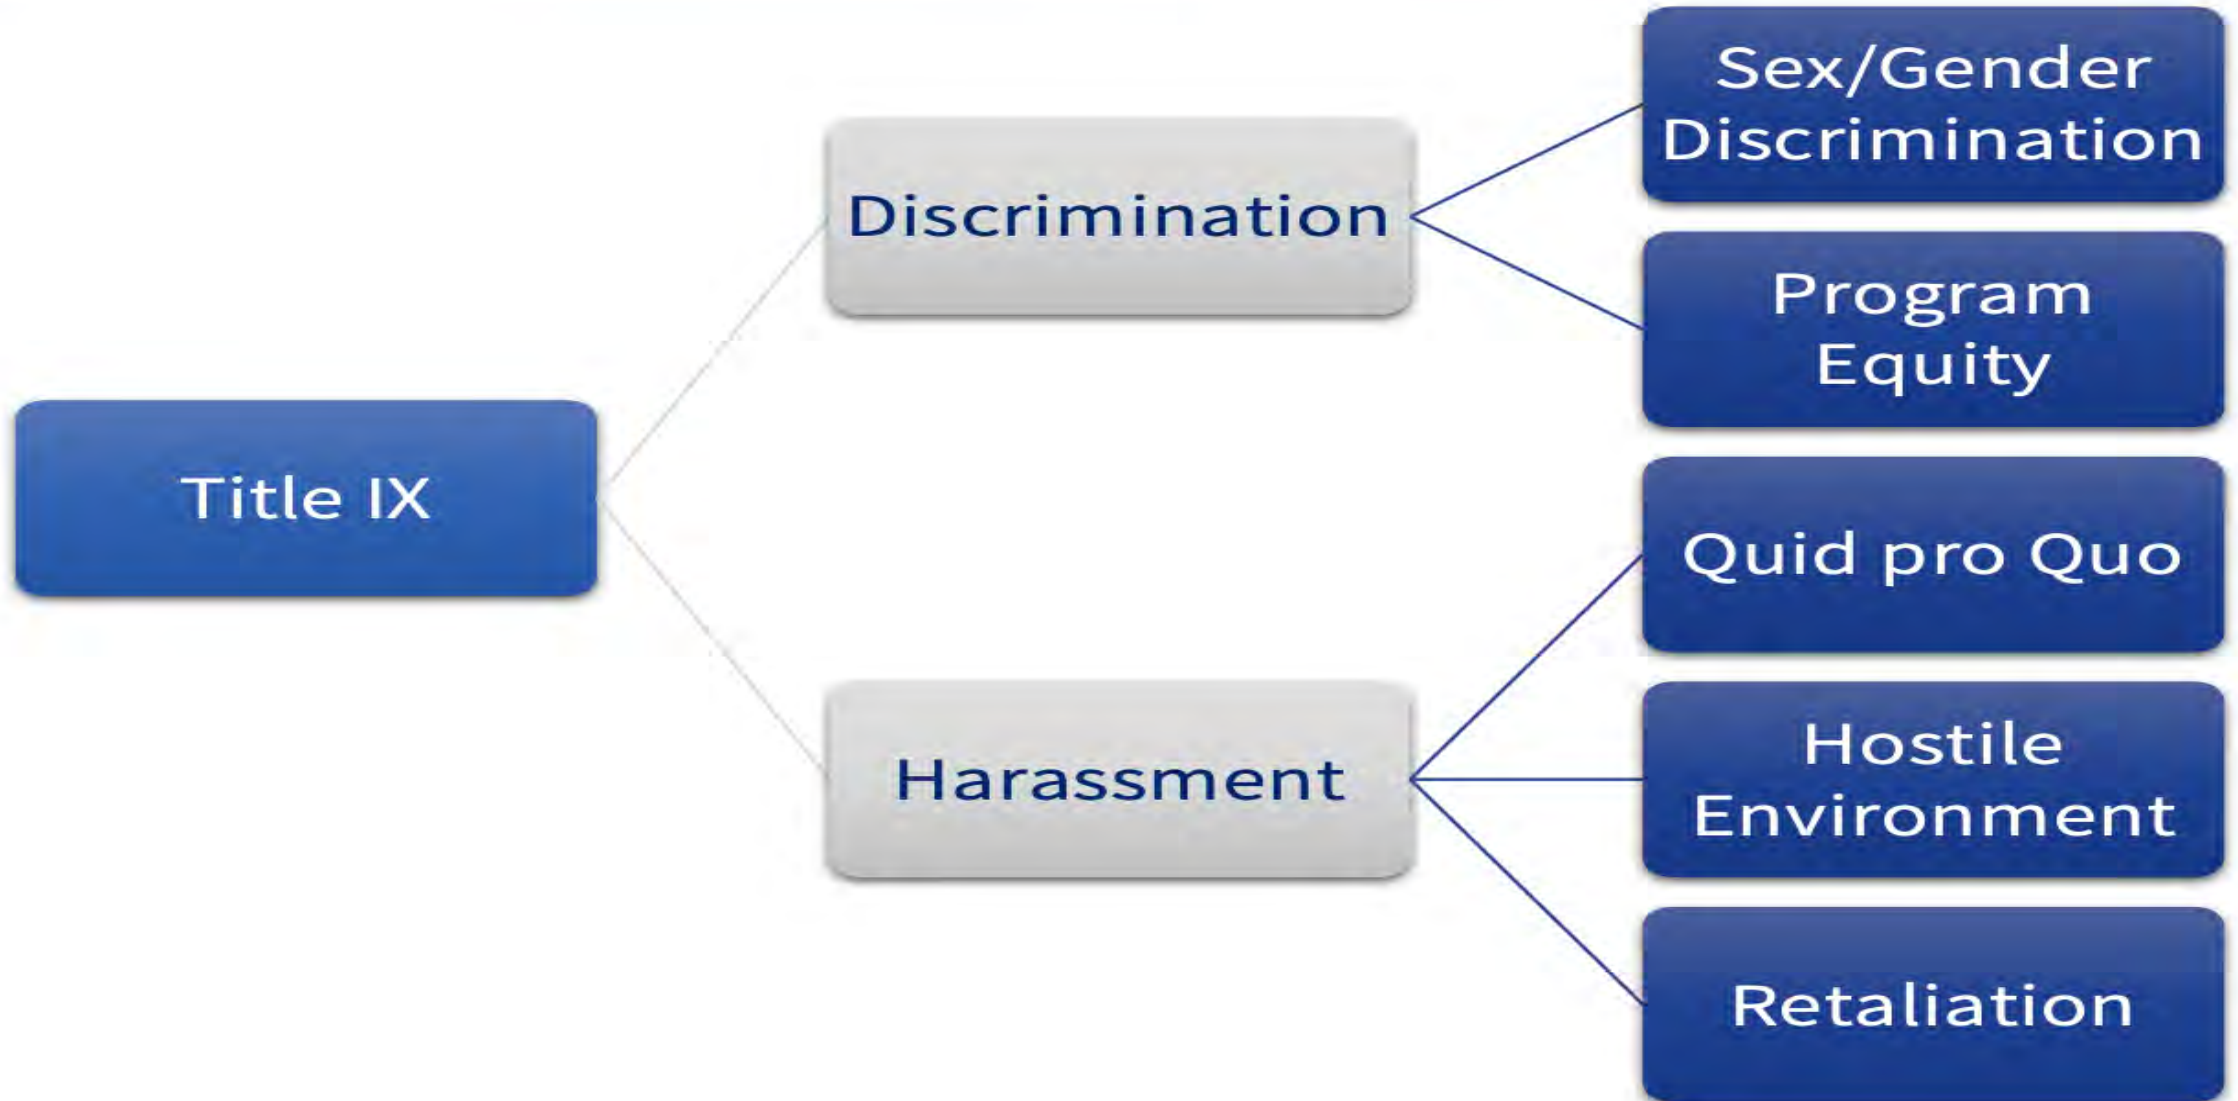 Title IX
Discrimination
Sex/Gender
Discrimination
Program
Equity
Harassment
Quid pro Quo
Hostile
Environment
Retaliation